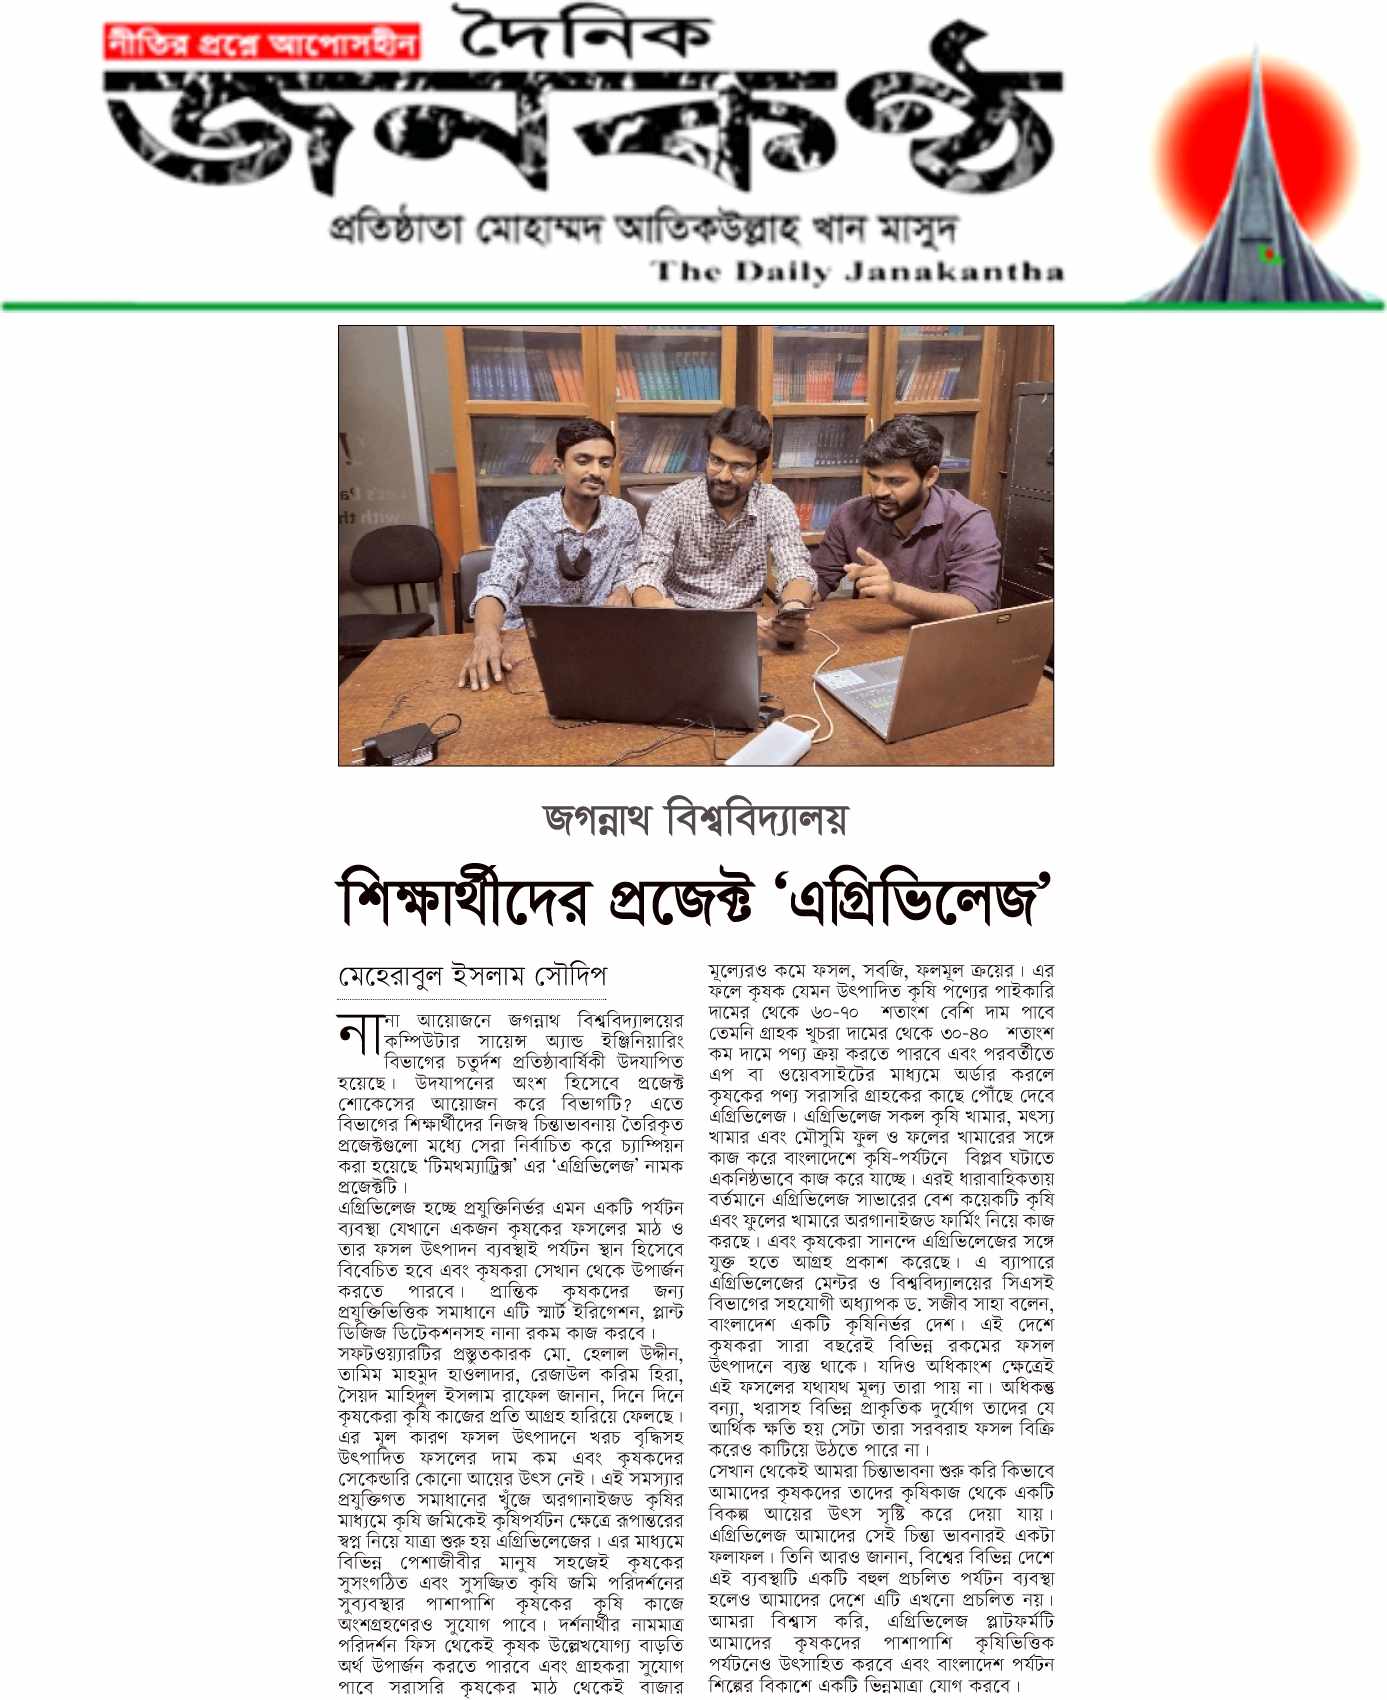 নীতির প্রশ্নে আপোসহীন
দৈনিক
জনকণ্ঠ
প্রতিষ্ঠাতা মোহাম্মদ আতিকউল্লাহ খান মাসুদ
The Daily Janakantha
জগন্নাথ বিশ্ববিদ্যালয়
শিক্ষার্থীদের প্রজেক্ট ‘এগ্রিভিলেজ’
মেহেরাবুল ইসলাম সৌদিপ
নানা আয়োজনে জগন্নাথ বিশ্ববিদ্যালয়ের
কম্পিউটার সায়েন্স অ্যান্ড ইঞ্জিনিয়ারিং
বিভাগের চতুর্দশ প্রতিষ্ঠাবার্ষিকী উদযাপিত
হয়েছে। উদযাপনের অংশ হিসেবে প্রজেক্ট
শোকেসের আয়োজন করে বিভাগটি? এতে
বিভাগের শিক্ষার্থীদের নিজস্ব চিন্তাভাবনায় তৈরিকৃত
প্রজেক্টগুলো মধ্যে সেরা নির্বাচিত করে চ্যাম্পিয়ন
করা হয়েছে ‘টিমথম্যাট্রিক্স’ এর ‘এগ্রিভিলেজ’ নামক
প্রজেক্টটি।
এগ্রিভিলেজ হচ্ছে প্রযুক্তিনির্ভর এমন একটি পর্যটন
ব্যবস্থা যেখানে একজন কৃষকের ফসলের মাঠ ও
তার ফসল উৎপাদন ব্যবস্থাই পর্যটন স্থান হিসেবে
বিবেচিত হবে এবং কৃষকরা সেখান থেকে উপার্জন
করতে পারবে। প্রান্তিক কৃষকদের জন্য
প্রযুক্তিভিত্তিক সমাধানে এটি স্মার্ট ইরিগেশন, প্লান্ট
ডিজিজ ডিটেকশনসহ নানা রকম কাজ করবে।
সফটওয়্যারটির প্রস্তুতকারক মো. হেলাল উদ্দীন,
তামিম মাহমুদ হাওলাদার, রেজাউল করিম হিরা,
সৈয়দ মাহিদুল ইসলাম রাফেল জানান, দিনে দিনে
কৃষকেরা কৃষি কাজের প্রতি আগ্রহ হারিয়ে ফেলছে।
এর মূল কারণ ফসল উৎপাদনে খরচ বৃদ্ধিসহ
উৎপাদিত ফসলের দাম কম এবং কৃষকদের
সেকেন্ডারি কোনো আয়ের উৎস নেই। এই সমস্যার
প্রযুক্তিগত সমাধানের খুঁজে অরগানাইজড কৃষির
মাধ্যমে কৃষি জমিকেই কৃষিপর্যটন ক্ষেত্রে রূপান্তরের
স্বপ্ন নিয়ে যাত্রা শুরু হয় এগ্রিভিলেজের। এর মাধ্যমে
বিভিন্ন পেশাজীবীর মানুষ সহজেই কৃষকের
সুসংগঠিত এবং সুসজ্জিত কৃষি জমি পরিদর্শনের
সুব্যবস্থার পাশাপাশি কৃষকের কৃষি কাজে
অংশগ্রহণেরও সুযোগ পাবে। দর্শনার্থীর নামমাত্র
পরিদর্শন ফিস থেকেই কৃষক উল্লেখযোগ্য বাড়তি
অর্থ উপার্জন করতে পারবে এবং গ্রাহকরা সুযোগ
পাবে সরাসরি কৃষকের মাঠ থেকেই বাজার
মূল্যেরও কমে ফসল, সবজি, ফলমূল ক্রয়ের। এর
ফলে কৃষক যেমন উৎপাদিত কৃষি পণ্যের পাইকারি
দামের থেকে ৬০-৭০ শতাংশ বেশি দাম পাবে
তেমনি গ্রাহক খুচরা দামের থেকে ৩০-৪০ শতাংশ
কম দামে পণ্য ক্রয় করতে পারবে এবং পরবর্তীতে
এপ বা ওয়েবসাইটের মাধ্যমে অর্ডার করলে
কৃষকের পণ্য সরাসরি গ্রাহকের কাছে পৌঁছে দেবে
এগ্রিভিলেজ। এগ্রিভিলেজ সকল কৃষি খামার, মৎস্য
খামার এবং মৌসুমি ফুল ও ফলের খামারের সঙ্গে
কাজ করে বাংলাদেশে কৃষি-পর্যটনে বিপ্লব ঘটাতে
একনিষ্ঠভাবে কাজ করে যাচ্ছে। এরই ধারাবাহিকতায়
বর্তমানে এগ্রিভিলেজ সাভারের বেশ কয়েকটি কৃষি
এবং ফুলের খামারে অরগানাইজড ফার্মিং নিয়ে কাজ
করছে। এবং কৃষকেরা সানন্দে এগ্রিভিলেজের সঙ্গে
যুক্ত হতে আগ্রহ প্রকাশ করেছে। এ ব্যাপারে
এগ্রিভিলেজের মেন্টর ও বিশ্ববিদ্যালয়ের সিএসই
বিভাগের সহযোগী অধ্যাপক ড. সজীব সাহা বলেন,
বাংলাদেশ একটি কৃষিনির্ভর দেশ। এই দেশে
কৃষকরা সারা বছরেই বিভিন্ন রকমের ফসল
উৎপাদনে ব্যস্ত থাকে। যদিও অধিকাংশ ক্ষেত্রেই
এই ফসলের যথাযথ মূল্য তারা পায় না। অধিকন্তু
বন্যা, খরাসহ বিভিন্ন প্রাকৃতিক দুর্যোগ তাদের যে
আর্থিক ক্ষতি হয় সেটা তারা সরবরাহ ফসল বিক্রি
করেও কাটিয়ে উঠতে পারে না।
সেখান থেকেই আমরা চিন্তাভাবনা শুরু করি কিভাবে
আমাদের কৃষকদের তাদের কৃষিকাজ থেকে একটি
বিকল্প আয়ের উৎস সৃষ্টি করে দেয়া যায়।
এগ্রিভিলেজ আমাদের সেই চিন্তা ভাবনারই একটা
ফলাফল। তিনি আরও জানান, বিশ্বের বিভিন্ন দেশে
এই ব্যবস্থাটি একটি বহুল প্রচলিত পর্যটন ব্যবস্থা
হলেও আমাদের দেশে এটি এখনো প্রচলিত নয়।
আমরা বিশ্বাস করি, এগ্রিভিলেজ প্লাটফর্মটি
আমাদের কৃষকদের পাশাপাশি কৃষিভিত্তিক
পর্যটনেও উৎসাহিত করবে এবং বাংলাদেশ পর্যটন
শিল্পের বিকাশে একটি ভিন্নমাত্রা যোগ করবে।